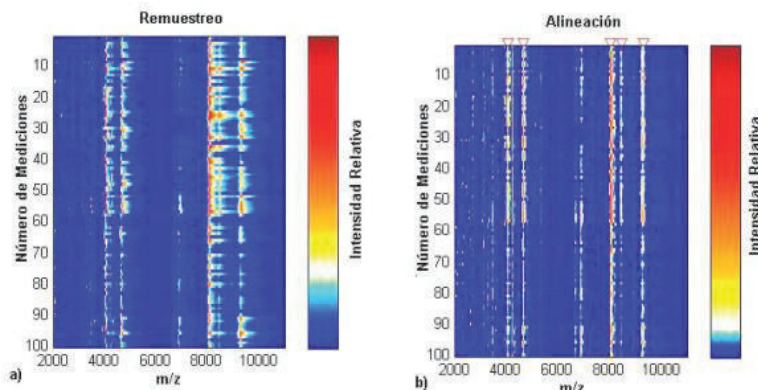 Remuestreo
Número de Mediciones
10
20
30
40
50
60
70
80
90
100
2000 4000 6000 8000 10000
m/z
Intensidad Relativa
a)
Alineación
Número de Mediciones
10
20
30
40
50
60
70
80
90
100
2000 4000 6000 8000 10000
m/z
Intensidad Relativa
b)